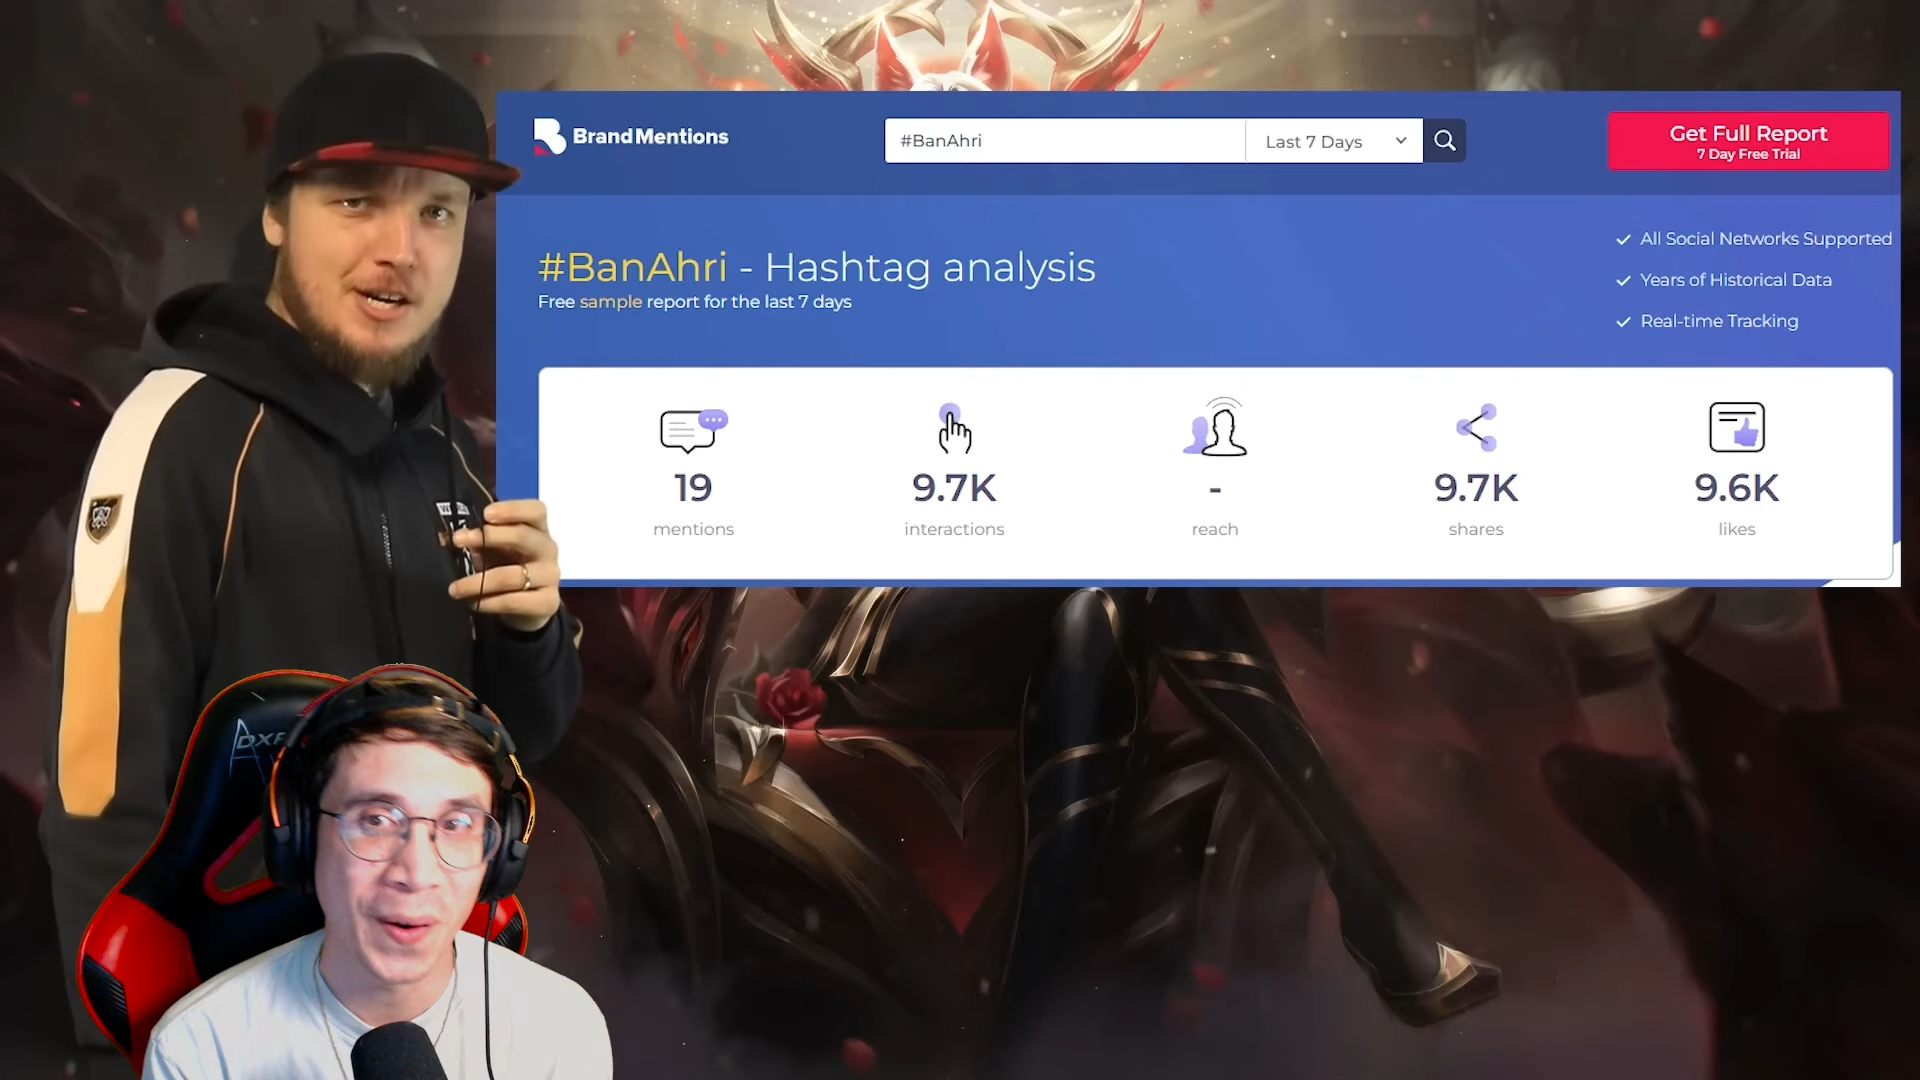 BrandMentions
#BanAhri
Last 7 Days
Get Full Report
7 Day Free Trial
#BanAhri - Hashtag analysis
Free sample report for the last 7 days
All Social Networks Supported
Years of Historical Data
Real-time Tracking
19
9.7K
-
9.7K
9.6K
mentions
interactions
reach
shares
likes